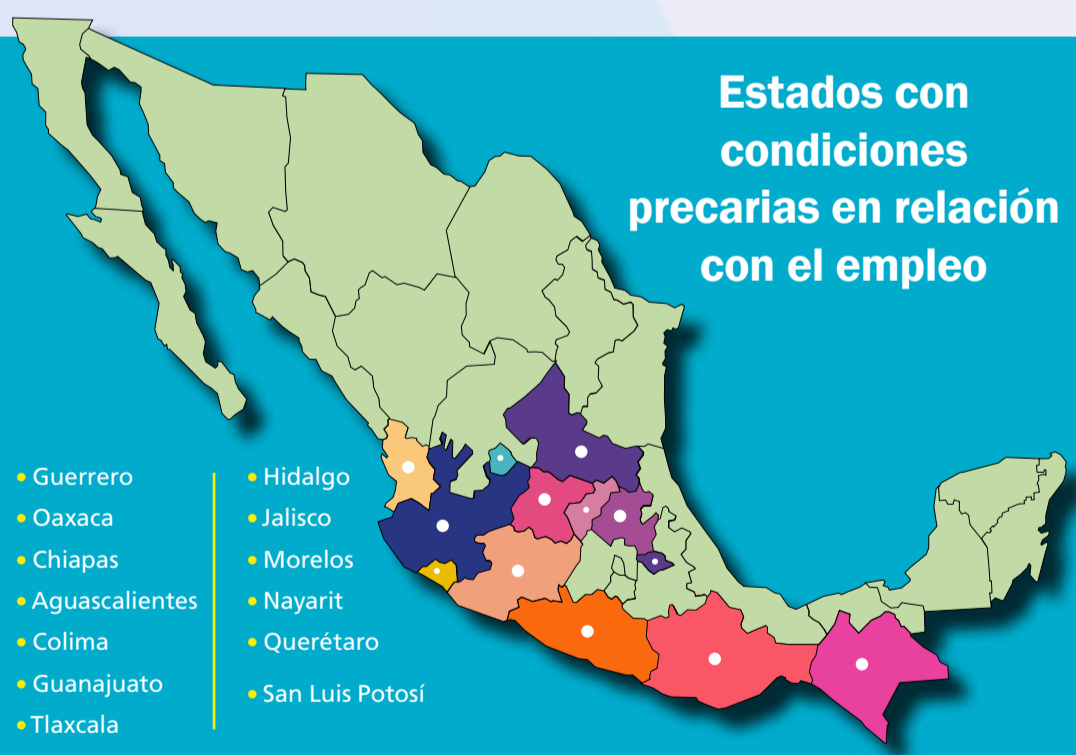 Estados con
condiciones
precarias en relación
con el empleo
• Guerrero
• Oaxaca
• Chiapas
• Aguascalientes
• Colima
• Guanajuato
• Tlaxcala
• Hidalgo
• Jalisco
• Morelos
• Nayarit
• Querétaro
• San Luis Potosí